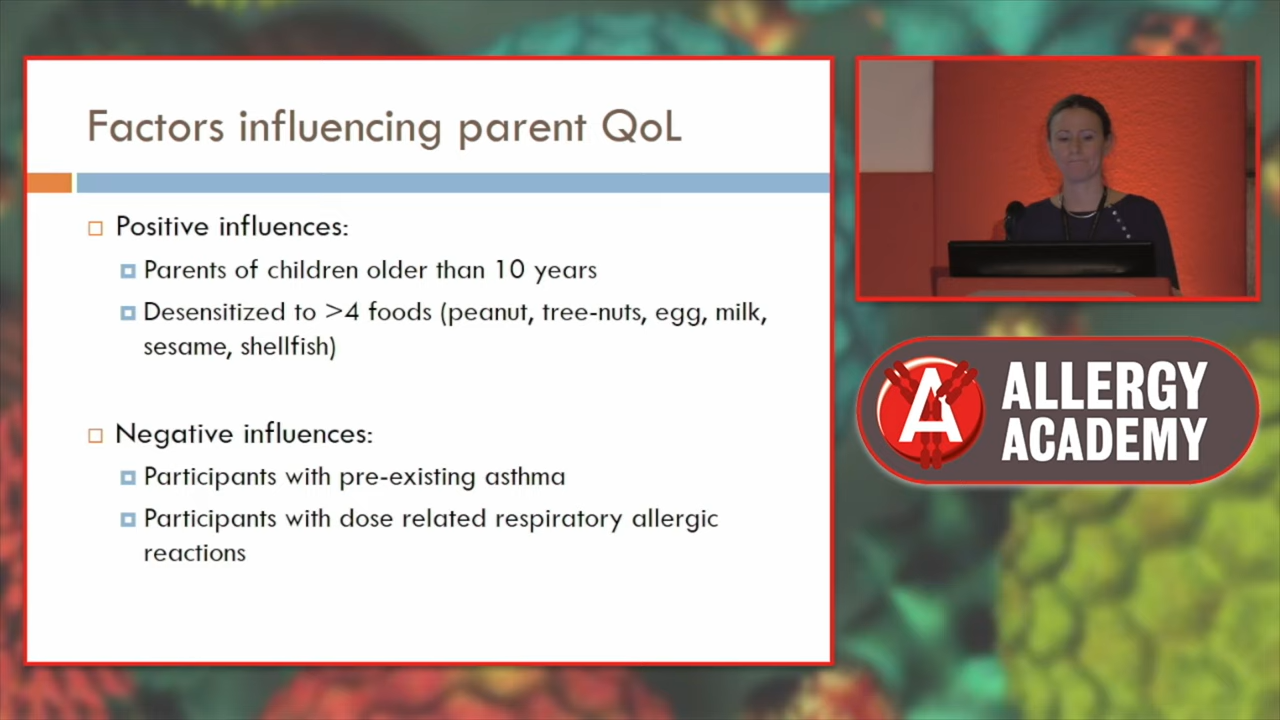 Factors influencing parent QoL
Positive influences:
Parents of children older than 10 years
Desensitized to >4 foods (peanut, tree-nuts, egg, milk,
sesame, shellfish)
Negative influences:
Participants with pre-existing asthma
Participants with dose related respiratory allergic
reactions
A
ALLERGY
ACADEMY